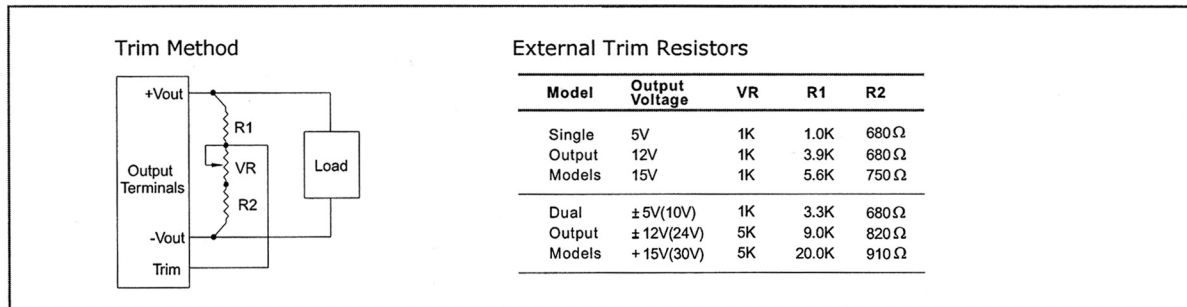 Trim Method
+Vout
R1
VR
Load
Output
Terminals
R2
-Vout
Trim
External Trim Resistors
Model Output Voltage VR R1 R2
Single 5V 1K 1.0K 680Ω
Output 12V 1K 3.9K 680Ω
Models 15V 1K 5.6K 750Ω
Dual ±5V(10V) 1K 3.3K 680Ω
Output ±12V(24V) 5K 9.0K 820Ω
Models +15V(30V) 5K 20.0K 910Ω